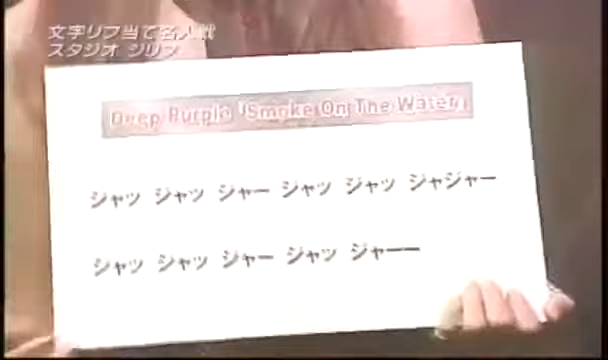 文字リフ当て名人戦
スタジオ ジリフ
Deep Purple「Smoke On The Water」
ジャッ ジャッ ジャー ジャッ ジャッ ジャジャー
ジャッ ジャッ ジャー ジャッ ジャーー